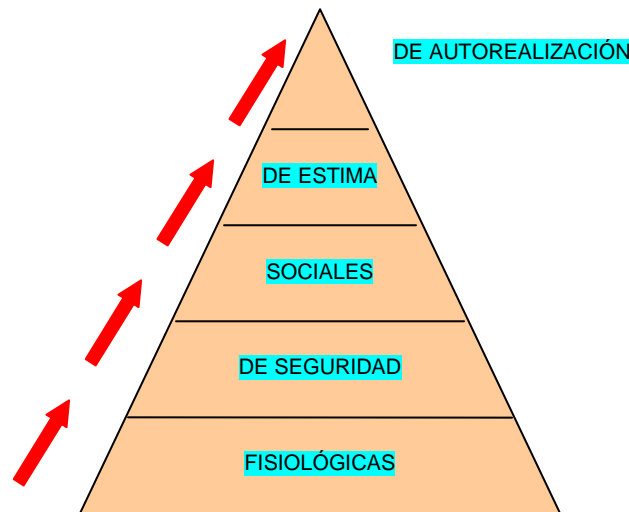 DE AUTOREALIZACIÓN
DE ESTIMA
SOCIALES
DE SEGURIDAD
FISIOLÓGICAS